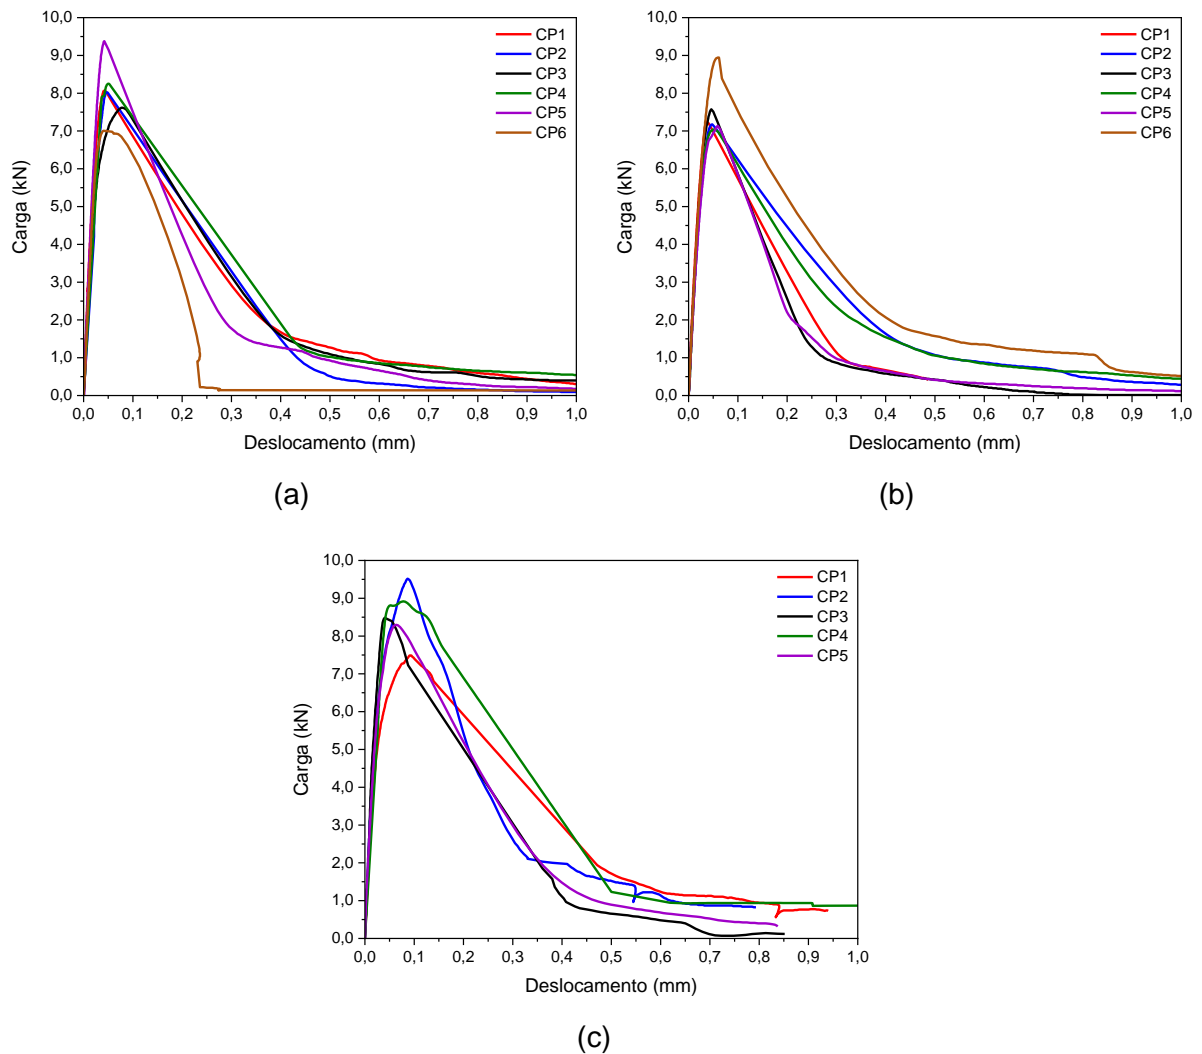 10,0
9,0
8,0
7,0
6,0
5,0
4,0
3,0
2,0
1,0
0,0
Carga (kN)
0,0 0,1 0,2 0,3 0,4 0,5 0,6 0,7 0,8 0,9 1,0
Deslocamento (mm)
CP1
CP2
CP3
CP4
CP5
CP6
(a)
10,0
9,0
8,0
7,0
6,0
5,0
4,0
3,0
2,0
1,0
0,0
Carga (kN)
0,0 0,1 0,2 0,3 0,4 0,5 0,6 0,7 0,8 0,9 1,0
Deslocamento (mm)
CP1
CP2
CP3
CP4
CP5
CP6
(b)
10,0
9,0
8,0
7,0
6,0
5,0
4,0
3,0
2,0
1,0
0,0
Carga (kN)
0,0 0,1 0,2 0,3 0,4 0,5 0,6 0,7 0,8 0,9 1,0
Deslocamento (mm)
CP1
CP2
CP3
CP4
CP5
(c)